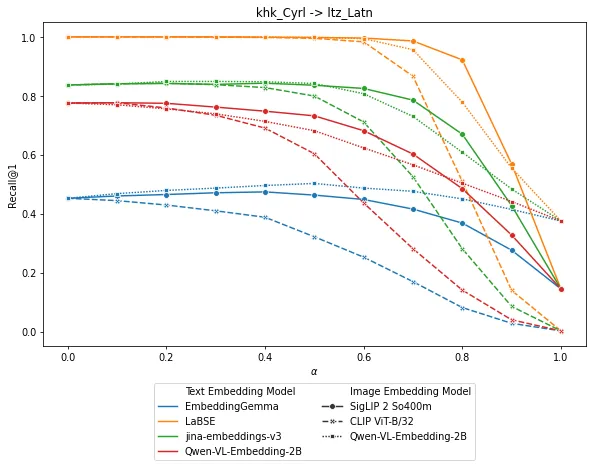 khk_Cyrl -> ltz_Latn
1.0
0.8
0.6
0.4
0.2
0.0
Recall@1
0.0 0.2 0.4 0.6 0.8 1.0
α
Text Embedding Model Image Embedding Model
EmbeddingGemma SigLIP 2 So400m
LaBSE CLIP ViT-B/32
jina-embeddings-v3 Qwen-VL-Embedding-2B
Qwen-VL-Embedding-2B